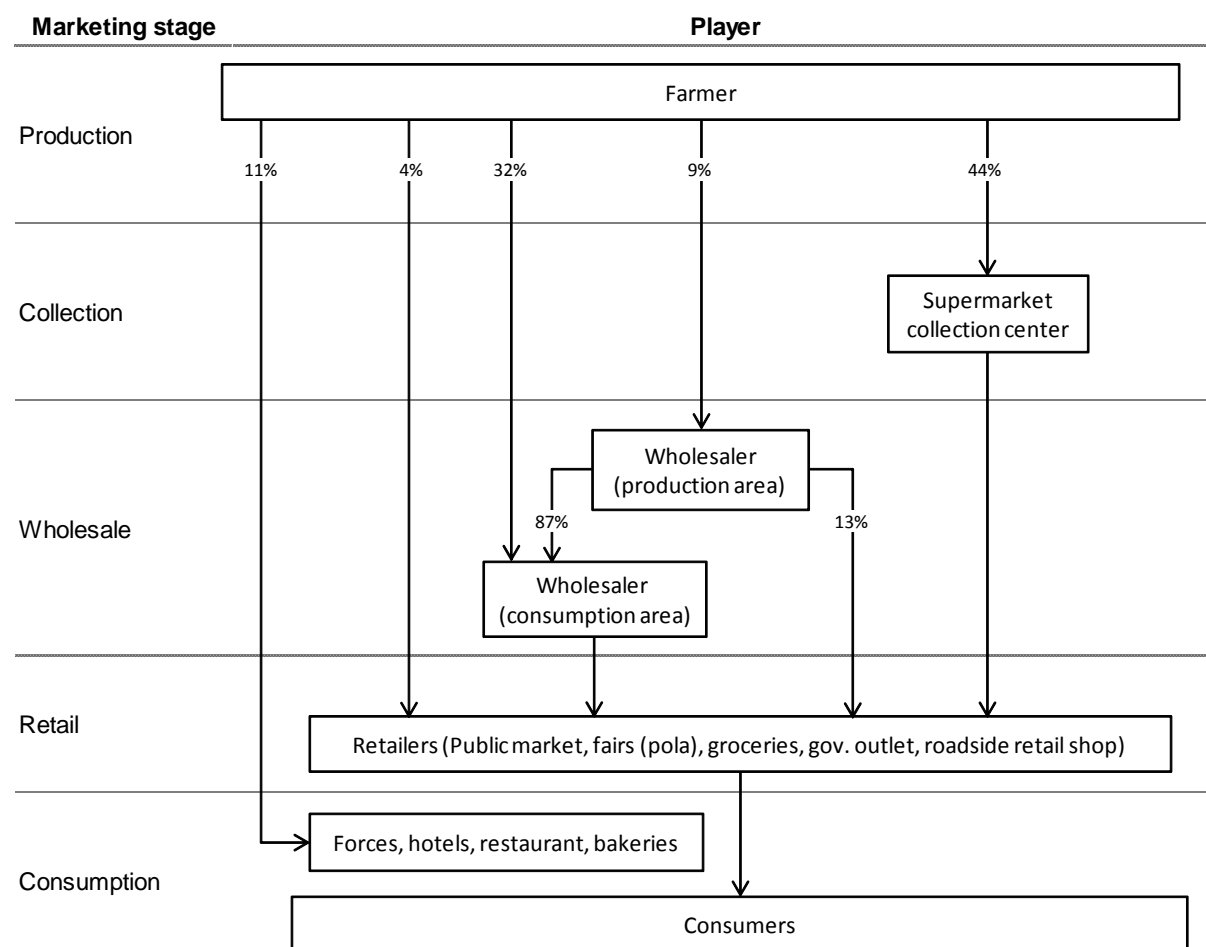 Marketing stage
Player
Farmer
Production
11%
4%
32%
9%
44%
Collection
Supermarket
collection center
Wholesaler
(production area)
Wholesale
87%
13%
Wholesaler
(consumption area)
Retail
Retailers (Public market, fairs (pola), groceries, gov. outlet, roadside retail shop)
Forces, hotels, restaurant, bakeries
Consumption
Consumers